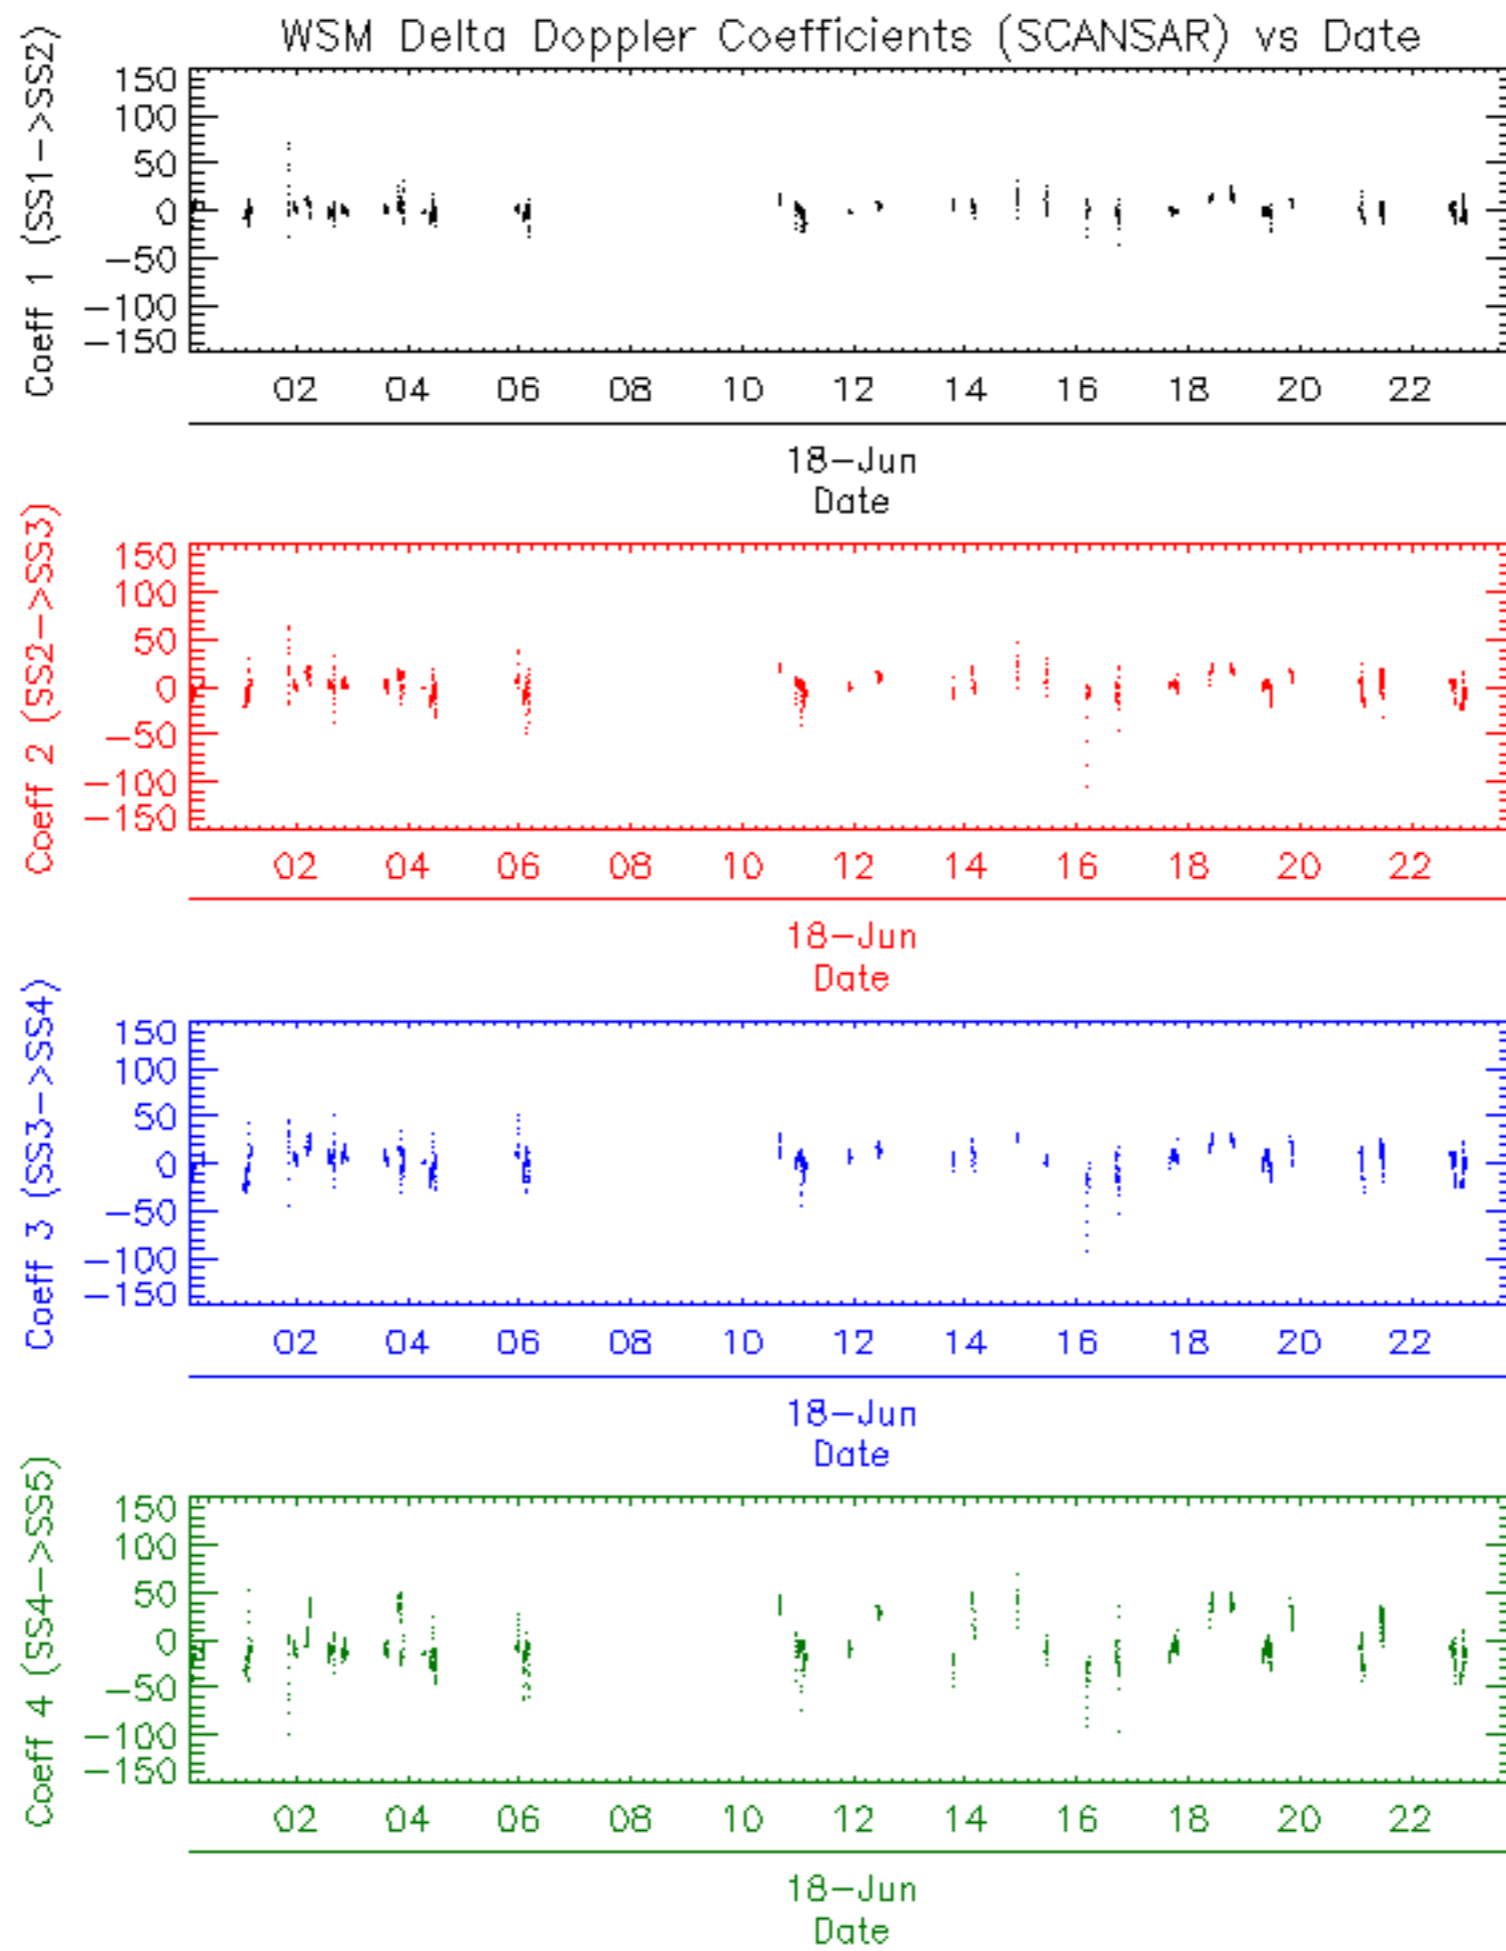 WSM Delta Doppler Coefficients (SCANSAR) vs Date
Coeff 1 (SS1->SS2)
150
100
50
0
-50
-100
-150
02 04 06 08 10 12 14 16 18 20 22
18-Jun
Date
Coeff 2 (SS2->SS3)
150
100
50
0
-50
-100
-150
02 04 06 08 10 12 14 16 18 20 22
18-Jun
Date
Coeff 3 (SS3->SS4)
150
100
50
0
-50
-100
-150
02 04 06 08 10 12 14 16 18 20 22
18-Jun
Date
Coeff 4 (SS4->SS5)
150
100
50
0
-50
-100
-150
02 04 06 08 10 12 14 16 18 20 22
18-Jun
Date